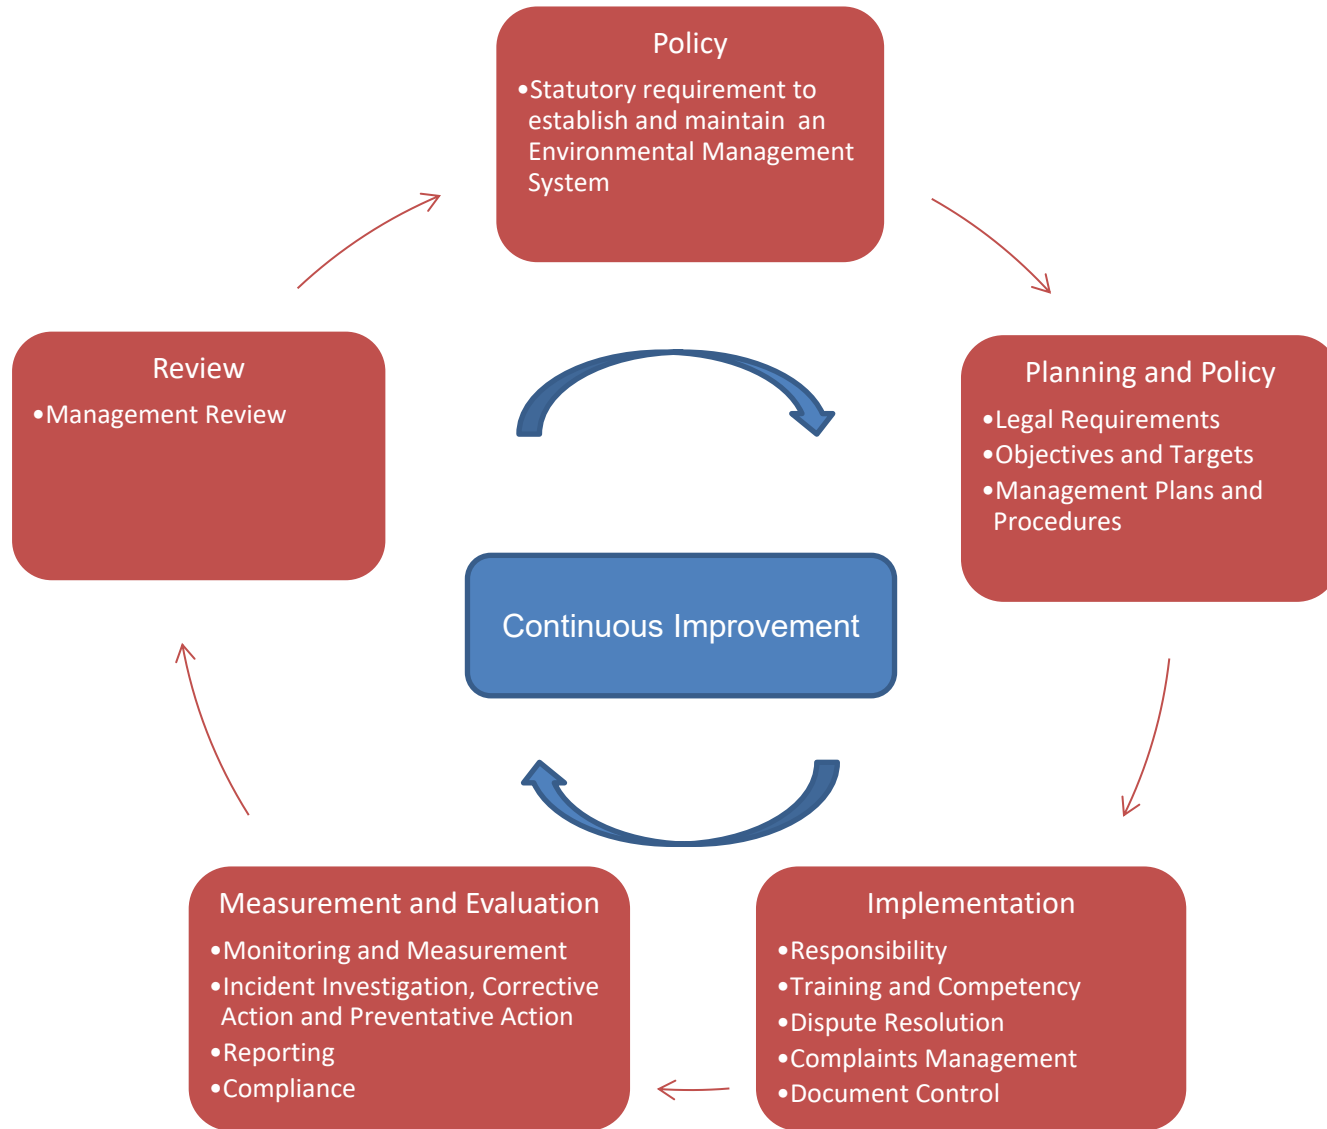 Policy
•Statutory requirement to
establish and maintain an
Environmental Management
System
Planning and Policy
•Legal Requirements
•Objectives and Targets
•Management Plans and
Procedures
Implementation
•Responsibility
•Training and Competency
•Dispute Resolution
•Complaints Management
•Document Control
Measurement and Evaluation
•Monitoring and Measurement
•Incident Investigation, Corrective
Action and Preventative Action
•Reporting
•Compliance
Review
•Management Review
Continuous Improvement